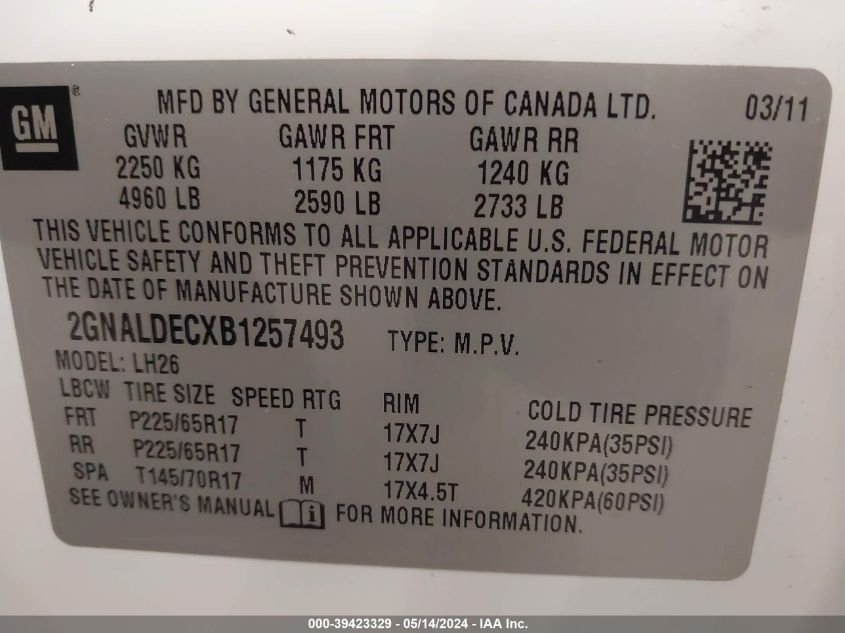 GM ®
MFD BY GENERAL MOTORS OF CANADA LTD. 03/11
GVWR GAWR FRT GAWR RR
2250 KG 1175 KG 1240 KG
4960 LB 2590 LB 2733 LB
THIS VEHICLE CONFORMS TO ALL APPLICABLE U.S. FEDERAL MOTOR
VEHICLE SAFETY AND THEFT PREVENTION STANDARDS IN EFFECT ON
THE DATE OF MANUFACTURE SHOWN ABOVE.
2GNALDECXB1257493 TYPE: M.P.V.
MODEL: LH26
LBCW TIRE SIZE SPEED RTG RIM COLD TIRE PRESSURE
FRT P225/65R17 T 17X7J 240KPA(35PSI)
RR P225/65R17 T 17X7J 240KPA(35PSI)
SPA T145/70R17 M 17X4.5T 420KPA(60PSI)
SEE OWNER'S MANUAL i FOR MORE INFORMATION.
000-39423329 - 05/14/2024 - IAA Inc.